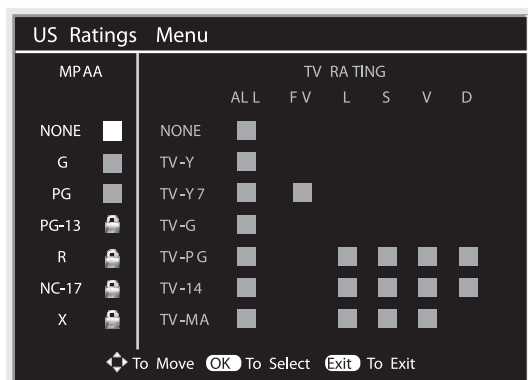 US Ratings Menu
MPAA TV RATING
ALL FV L S V D
NONE NONE
G TV-Y
PG TV-Y7
PG-13 TV-G
R TV-PG
NC-17 TV-14
X TV-MA
To Move OK To Select Exit To Exit